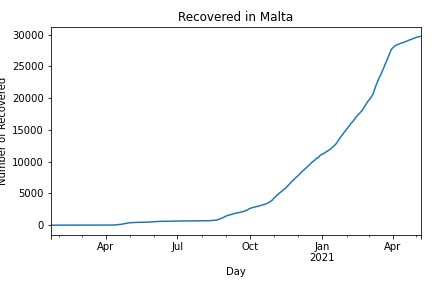 Recovered in Malta
Number of Recovered
30000
25000
20000
15000
10000
5000
0
Apr
Jul
Oct
Jan
2021
Apr
Day